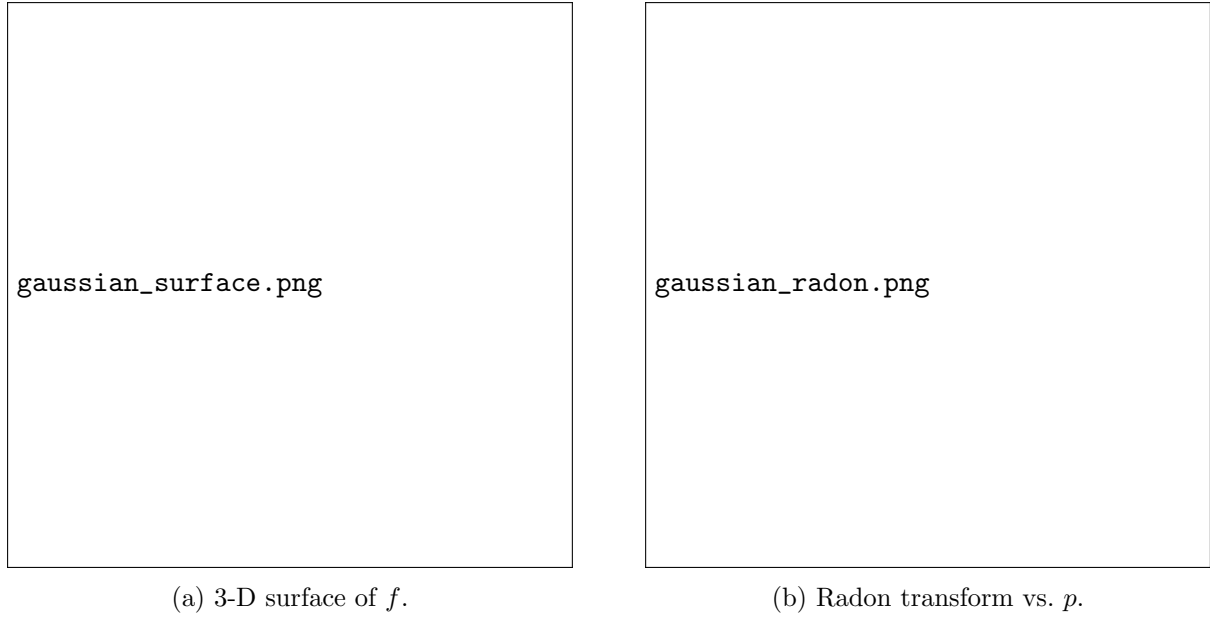 gaussian_surface.png
gaussian_radon.png
(a) 3-D surface of f.
(b) Radon transform vs. p.